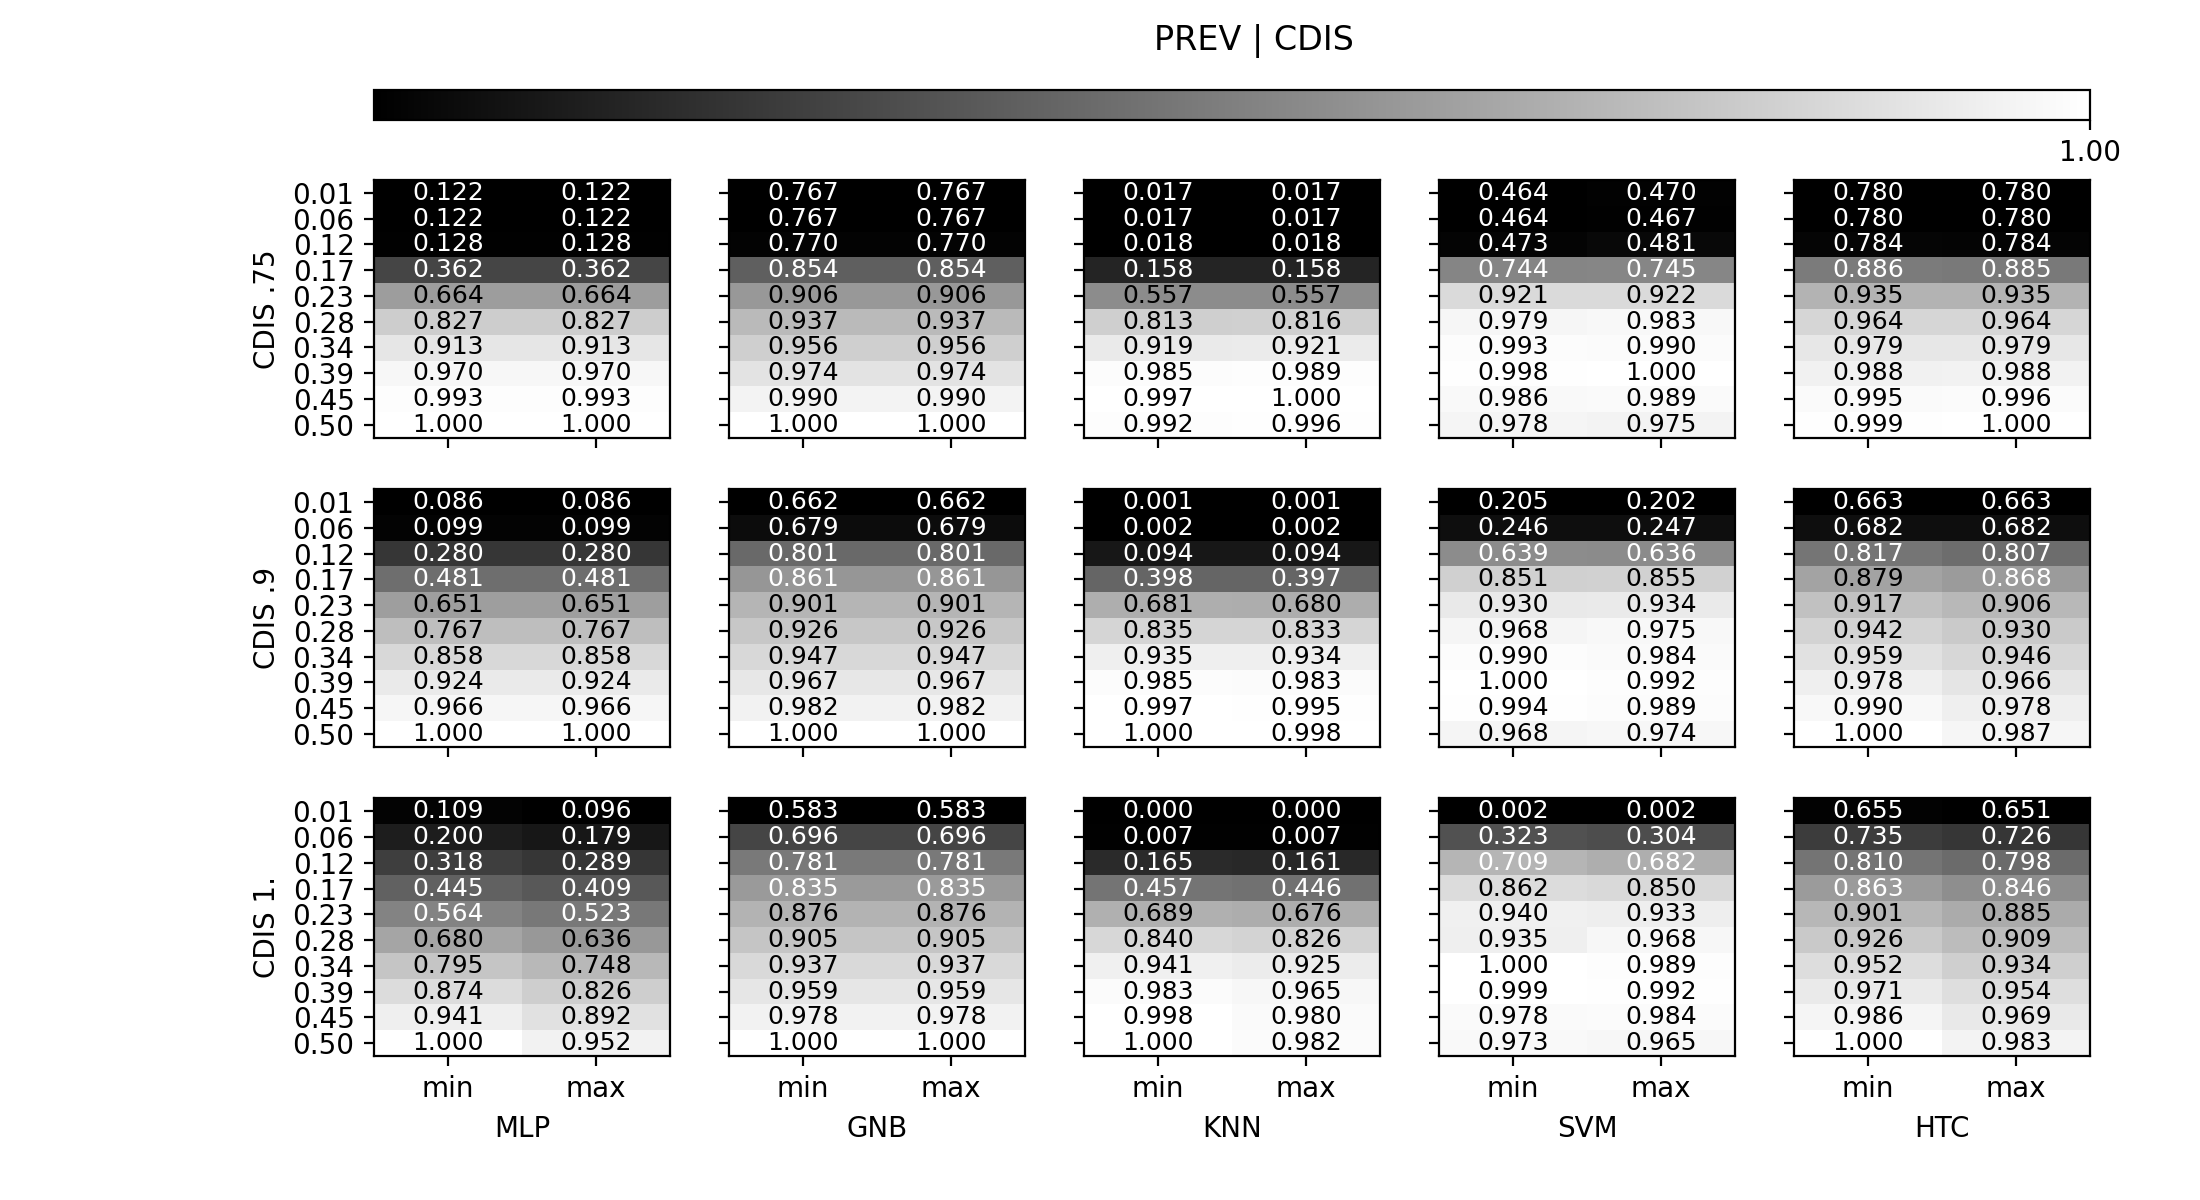 PREV | CDIS
1.00
CDIS .75
0.01 0.122 0.122 0.767 0.767 0.017 0.017 0.464 0.470 0.780 0.780
0.06 0.122 0.122 0.767 0.767 0.017 0.017 0.464 0.467 0.780 0.780
0.12 0.128 0.128 0.770 0.770 0.018 0.018 0.473 0.481 0.784 0.784
0.17 0.362 0.362 0.854 0.854 0.158 0.158 0.744 0.745 0.886 0.885
0.23 0.664 0.664 0.906 0.906 0.557 0.557 0.921 0.922 0.935 0.935
0.28 0.827 0.827 0.937 0.937 0.813 0.816 0.979 0.983 0.964 0.964
0.34 0.913 0.913 0.956 0.956 0.919 0.921 0.993 0.990 0.979 0.979
0.39 0.970 0.970 0.974 0.974 0.985 0.989 0.998 1.000 0.988 0.988
0.45 0.993 0.993 0.990 0.990 0.997 1.000 0.986 0.989 0.995 0.996
0.50 1.000 1.000 1.000 1.000 0.992 0.996 0.978 0.975 0.999 1.000
CDIS .9
0.01 0.086 0.086 0.662 0.662 0.001 0.001 0.205 0.202 0.663 0.663
0.06 0.099 0.099 0.679 0.679 0.002 0.002 0.246 0.247 0.682 0.682
0.12 0.280 0.280 0.801 0.801 0.094 0.094 0.639 0.636 0.817 0.807
0.17 0.481 0.481 0.861 0.861 0.398 0.397 0.851 0.855 0.879 0.868
0.23 0.651 0.651 0.901 0.901 0.681 0.680 0.930 0.934 0.917 0.906
0.28 0.767 0.767 0.926 0.926 0.835 0.833 0.968 0.975 0.942 0.930
0.34 0.858 0.858 0.947 0.947 0.935 0.934 0.990 0.984 0.959 0.946
0.39 0.924 0.924 0.967 0.967 0.985 0.983 1.000 0.992 0.978 0.966
0.45 0.966 0.966 0.982 0.982 0.997 0.995 0.994 0.989 0.990 0.978
0.50 1.000 1.000 1.000 1.000 1.000 0.998 0.968 0.974 1.000 0.987
CDIS 1.
0.01 0.109 0.096 0.583 0.583 0.000 0.000 0.002 0.002 0.655 0.651
0.06 0.200 0.179 0.696 0.696 0.007 0.007 0.323 0.304 0.735 0.726
0.12 0.318 0.289 0.781 0.781 0.165 0.161 0.709 0.682 0.810 0.798
0.17 0.445 0.409 0.835 0.835 0.457 0.446 0.862 0.850 0.863 0.846
0.23 0.564 0.523 0.876 0.876 0.689 0.676 0.940 0.933 0.901 0.885
0.28 0.680 0.636 0.905 0.905 0.840 0.826 0.935 0.968 0.926 0.909
0.34 0.795 0.748 0.937 0.937 0.941 0.925 1.000 0.989 0.952 0.934
0.39 0.874 0.826 0.959 0.959 0.983 0.965 0.999 0.992 0.971 0.954
0.45 0.941 0.892 0.978 0.978 0.998 0.980 0.978 0.984 0.986 0.969
0.50 1.000 0.952 1.000 1.000 1.000 0.982 0.973 0.965 1.000 0.983
min max min max min max min max min max
MLP GNB KNN SVM HTC